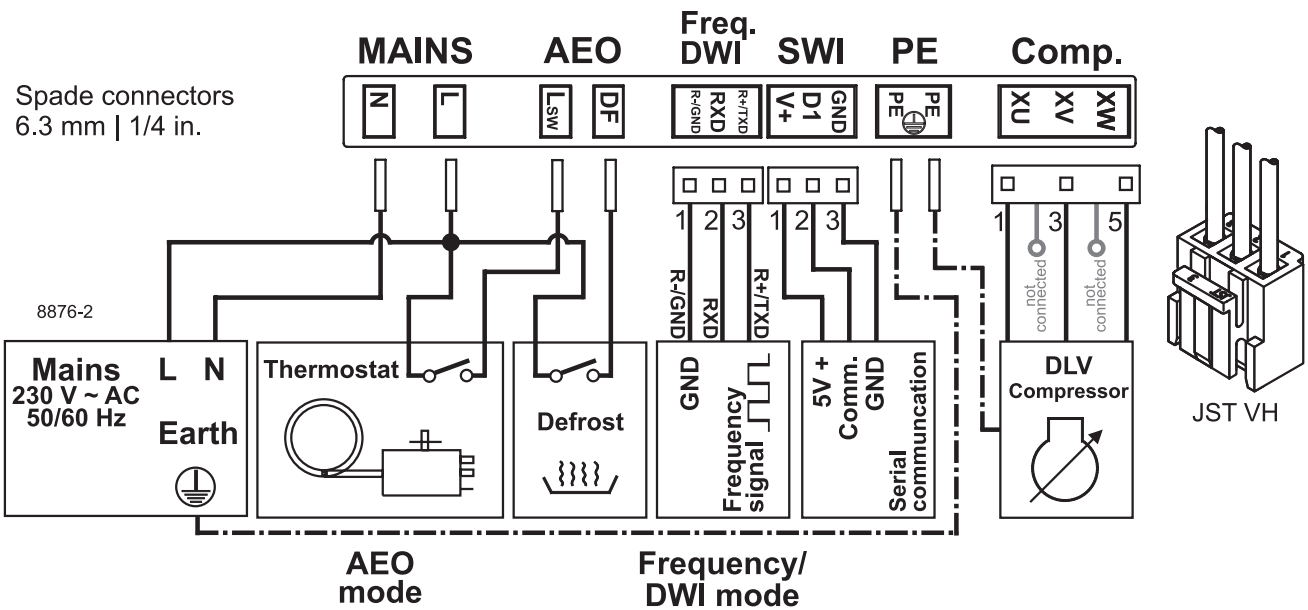 MAINS
AEO
Freq.
DWI
SWI
PE
Comp.
Spade connectors
6.3 mm | 1/4 in.
N
L
Lsw
DF
R-/GND
RXD
R+/TXD
V+
D1
GND
PE
PE
XU
XV
XW
1
2
3
1
2
3
1
3
5
not
connected
not
connected
R-/GND
RXD
R+/TXD
8876-2
Mains
230 V ~ AC
50/60 Hz
L
N
Earth
Thermostat
Defrost
GND
Frequency
signal
5V +
Comm.
GND
Serial
communcation
DLV
Compressor
JST VH
AEO
mode
Frequency/
DWI mode